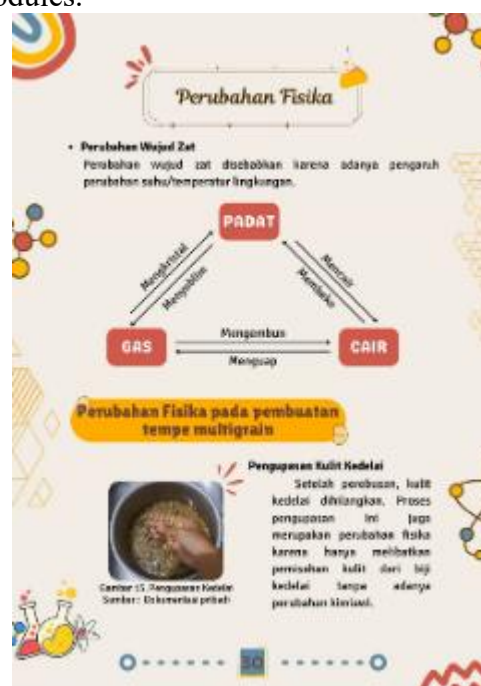 odules.
Perubahan Fisika
• Perubahan Wujud Zat
Perubahan wujud zat disebabkan karena adanya pengaruh
perubahan suhu/temperatur lingkungan.
PADAT
Mengkristal
Menyublim
Mencair
Membeku
GAS
Mengembun
Menguap
CAIR
Perubahan Fisika pada pembuatan
tempe multigrain
Pengupasan Kulit Kedelai
Setelah perebusan, kulit
kedelai dihilangkan. Proses
pengupasan ini juga
merupakan perubahan fisika
karena hanya melibatkan
pemisahan kulit dari biji
kedelai tanpa adanya
perubahan kimiawi.
Gambar 15. Pengupasan Kedelai
Sumber: Dokumentasi pribadi
30